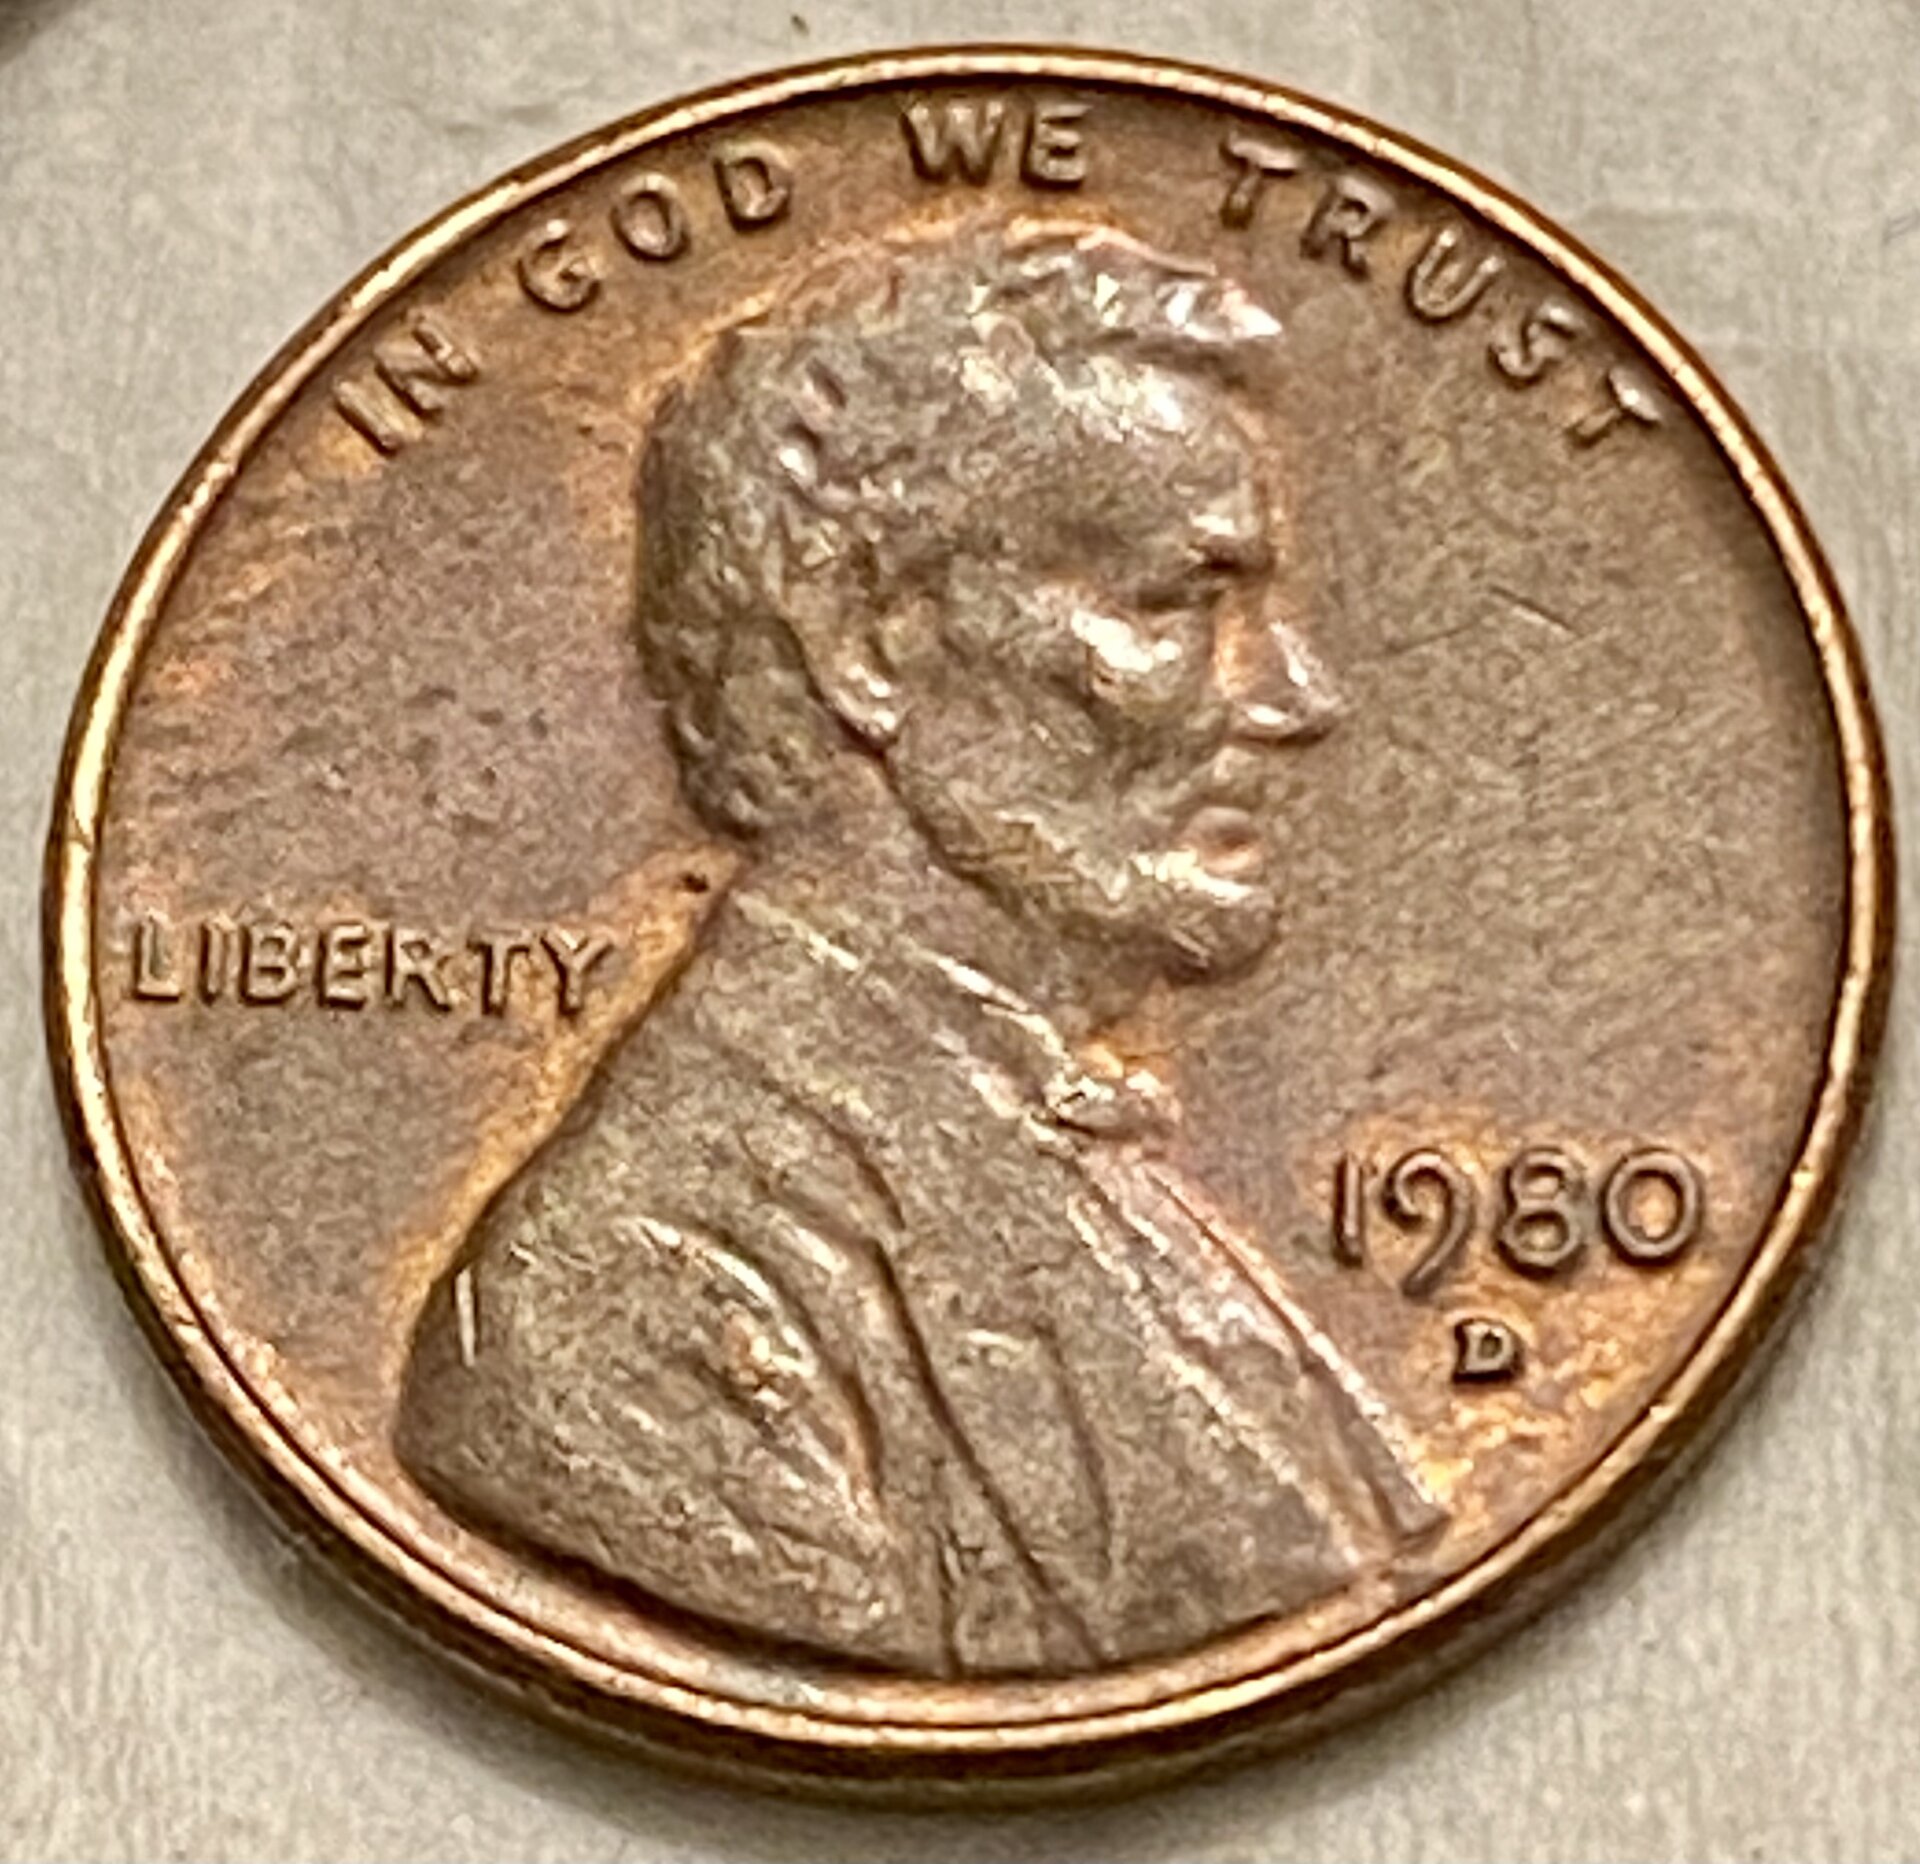 IN GOD WE TRUST
LIBERTY
1980
D